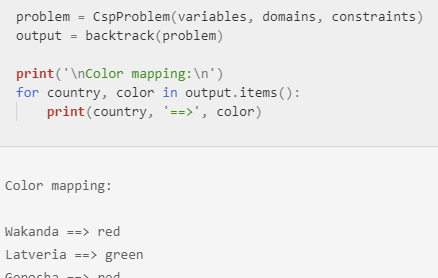 problem = CspProblem(variables, domains, constraints)
output = backtrack(problem)
print('\nColor mapping:\n')
for country, color in output.items():
print(country, '==>', color)
Color mapping:
Wakanda ==> red
Latveria ==> green
Genosha ==> red